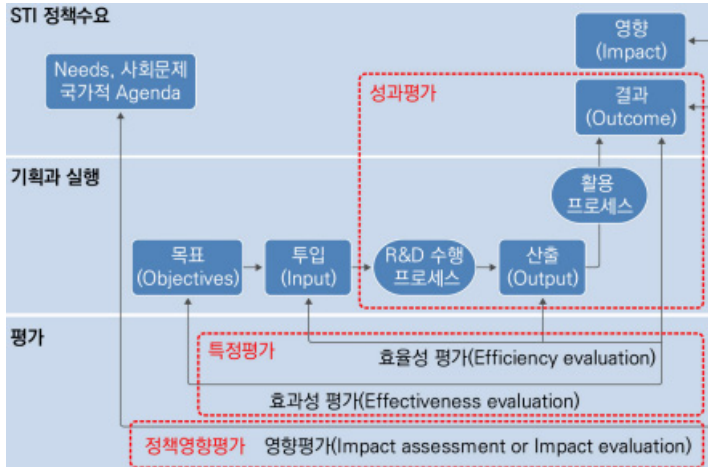 STI 정책수요
영향
(Impact)
Needs, 사회문제
국가적 Agenda
성과평가
결과
(Outcome)
기획과 실행
활용
프로세스
목표
(Objectives)
투입
(Input)
R&D 수행
프로세스
산출
(Output)
평가
특정평가
효율성 평가(Efficiency evaluation)
효과성 평가(Effectiveness evaluation)
정책영향평가 영향평가(Impact assessment or Impact evaluation)